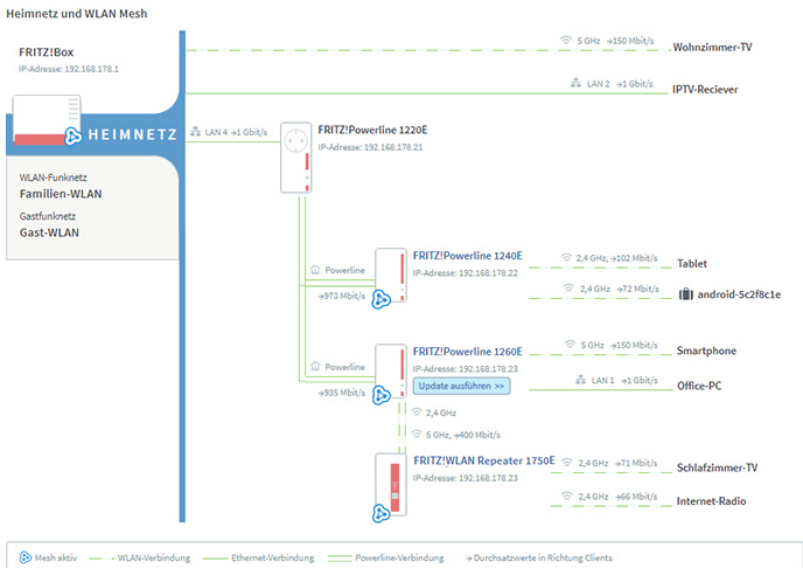 Heimnetz und WLAN Mesh
FRITZ!Box
IP-Adresse: 192.168.178.1
HEIMNETZ
WLAN-Funknetz
Familien-WLAN
Gastfunknetz
Gast-WLAN
5 GHz →150 Mbit/s
Wohnzimmer-TV
LAN 2 →1 Gbit/s
IPTV-Reciever
LAN 4 →1 Gbit/s
FRITZ!Powerline 1220E
IP-Adresse: 192.168.178.21
Powerline
→973 Mbit/s
FRITZ!Powerline 1240E
IP-Adresse: 192.168.178.22
2,4 GHz, →102 Mbit/s
Tablet
2,4 GHz, →72 Mbit/s
android-5c2f8c1e
Powerline
→935 Mbit/s
FRITZ!Powerline 1260E
IP-Adresse: 192.168.178.23
Update ausführen >>
5 GHz →150 Mbit/s
Smartphone
LAN 1 →1 Gbit/s
Office-PC
2,4 GHz
5 GHz, →400 Mbit/s
FRITZ!WLAN Repeater 1750E
IP-Adresse: 192.168.178.23
2,4 GHz →71 Mbit/s
Schlafzimmer-TV
2,4 GHz →66 Mbit/s
Internet-Radio
Mesh aktiv
WLAN-Verbindung
Ethernet-Verbindung
Powerline-Verbindung
→ Durchsatzwerte in Richtung Clients